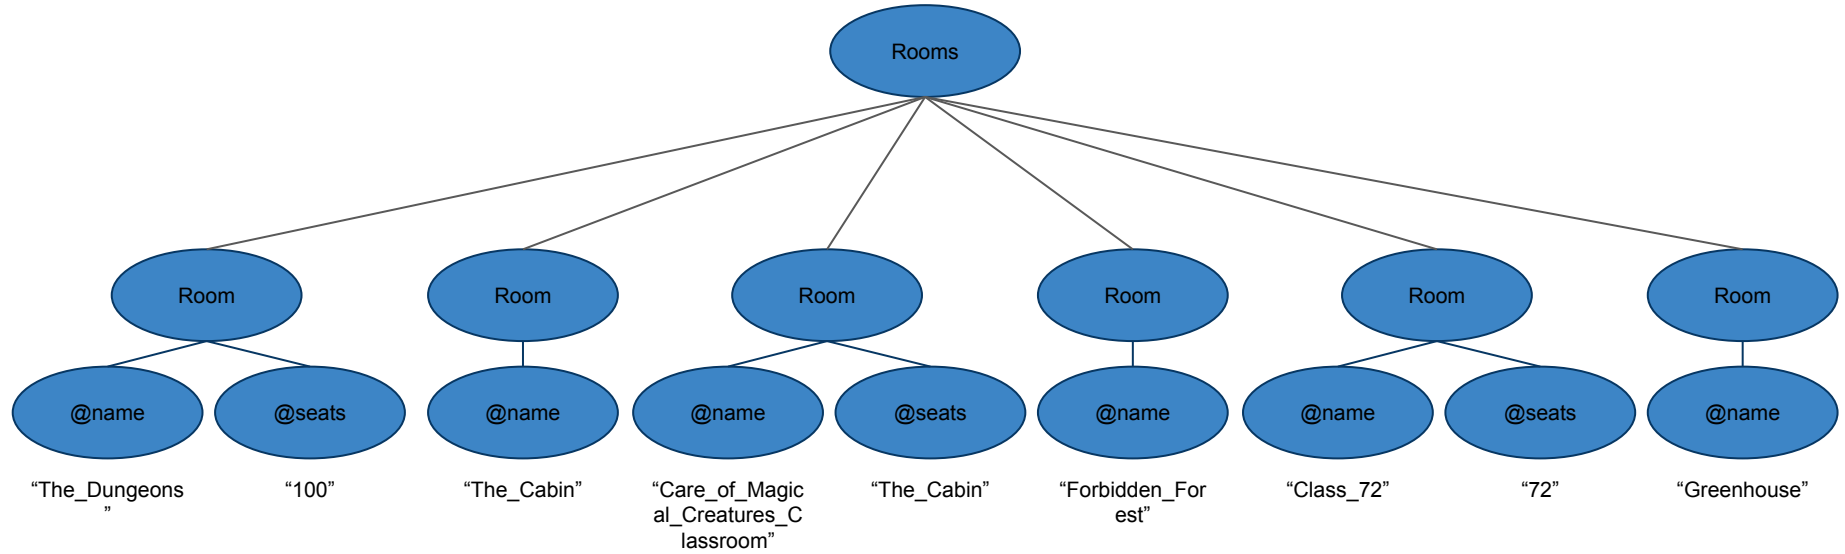 Rooms
Room
Room
Room
Room
Room
Room
@name
@seats
@name
@name
@seats
@name
@name
@seats
@name
“The_Dungeons
”
“100”
“The_Cabin”
“Care_of_Magic
al_Creatures_C
lassroom”
“The_Cabin”
“Forbidden_For
est”
“Class_72”
“72”
“Greenhouse”